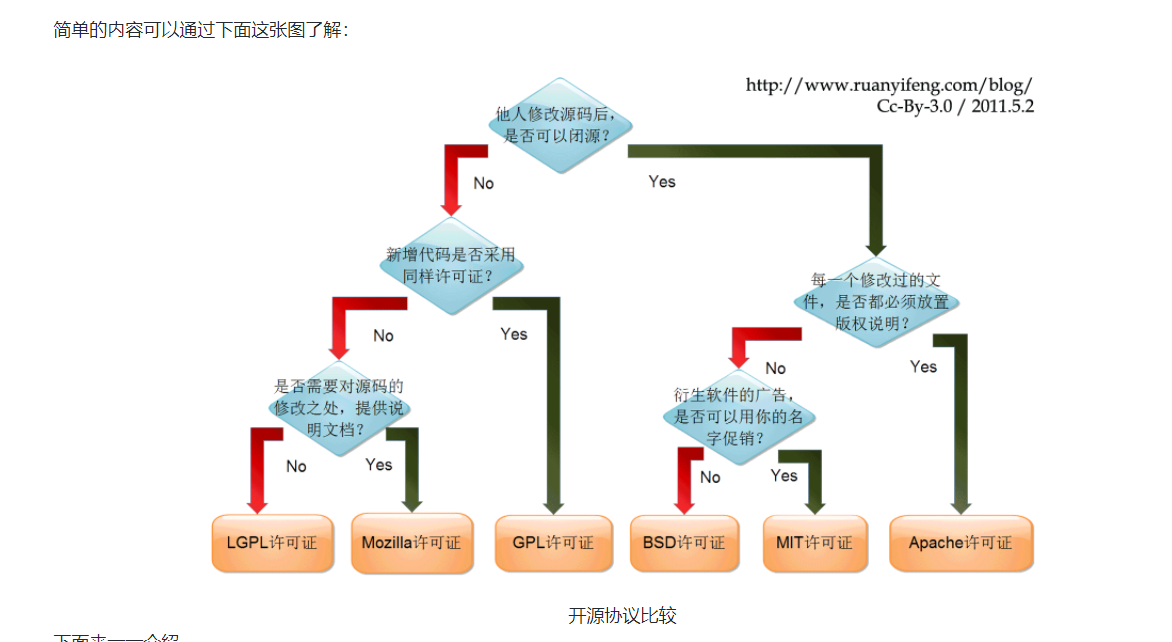 简单的内容可以通过下面这张图了解：
http://www.ruanyifeng.com/blog/
Cc-By-3.0 / 2011.5.2
他人修改源码后，
是否可以闭源？
No
Yes
新增代码是否采用
同样许可证？
每一个修改过的文
件，是否都必须放置
版权说明？
No
Yes
No
Yes
是否需要对源码的
修改之处，提供说
明文档？
衍生软件的广告，
是否可以用你的名
字促销？
No
Yes
No
Yes
LGPL许可证
Mozilla许可证
GPL许可证
BSD许可证
MIT许可证
Apache许可证
开源协议比较
下面来一一介绍